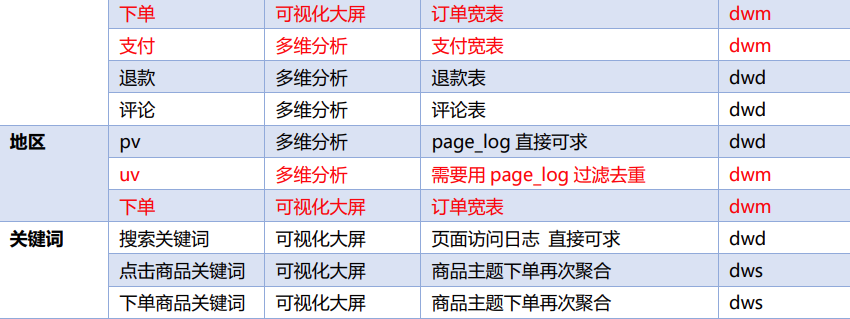 下单 可视化大屏 订单宽表 dwm
支付 多维分析 支付宽表 dwm
退款 多维分析 退款表 dwd
评论 多维分析 评论表 dwd
地区 pv 多维分析 page_log 直接可求 dwd
uv 多维分析 需要用 page_log 过滤去重 dwm
下单 可视化大屏 订单宽表 dwm
关键词 搜索关键词 可视化大屏 页面访问日志 直接可求 dwd
点击商品关键词 可视化大屏 商品主题下单再次聚合 dws
下单商品关键词 可视化大屏 商品主题下单再次聚合 dws